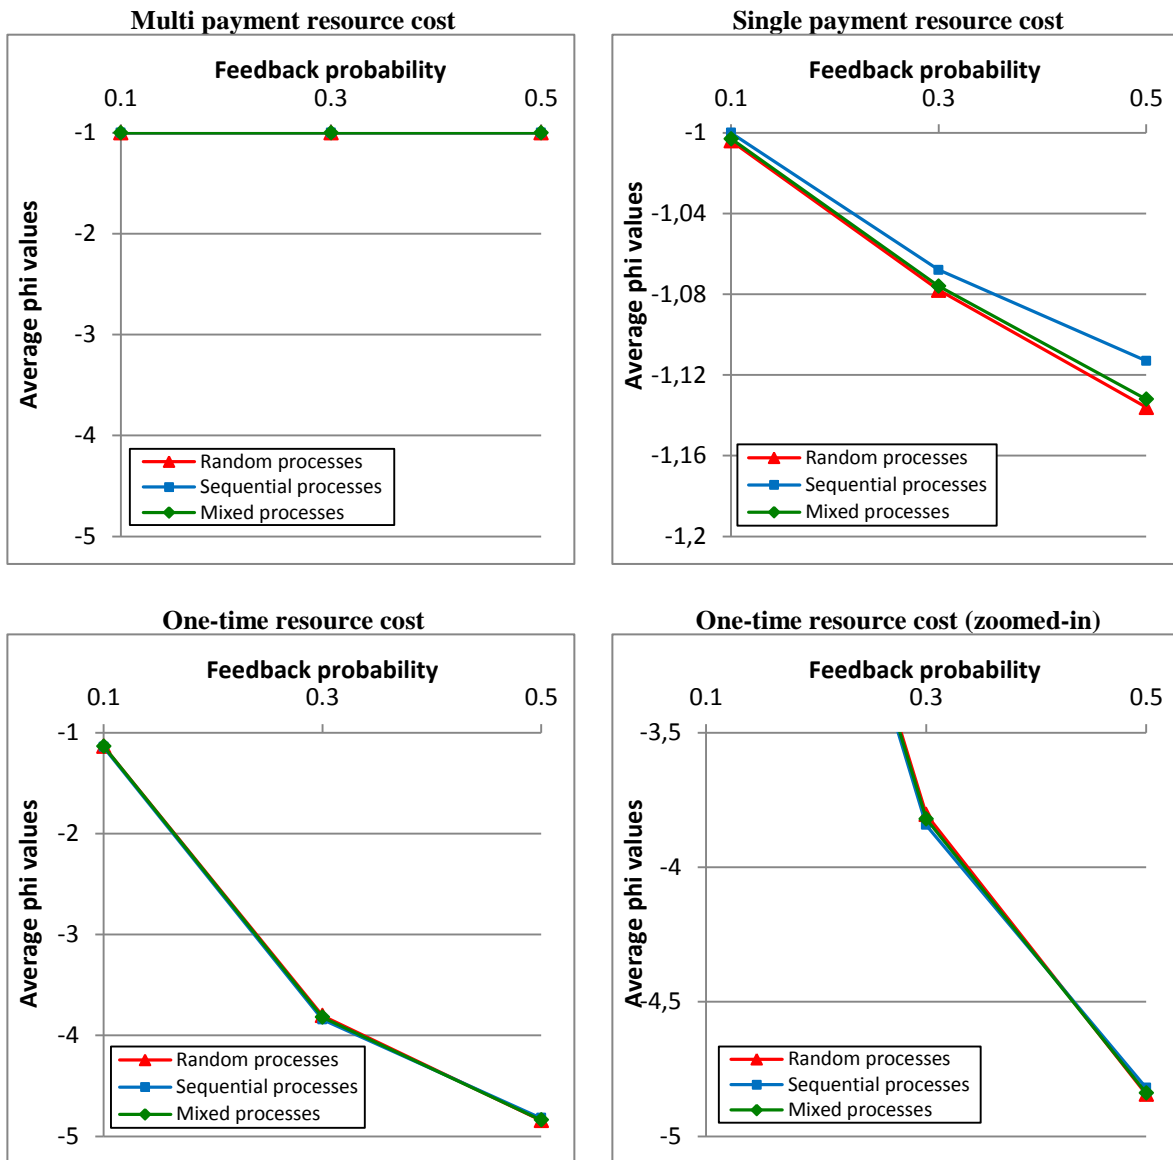 Multi payment resource cost
Feedback probability
0.1 0.3 0.5
-1
-2
-3
-4
-5
Average phi values
Random processes
Sequential processes
Mixed processes
Single payment resource cost
Feedback probability
0.1 0.3 0.5
-1
-1,04
-1,08
-1,12
-1,16
-1,2
Average phi values
Random processes
Sequential processes
Mixed processes
One-time resource cost
Feedback probability
0.1 0.3 0.5
-1
-2
-3
-4
-5
Average phi values
Random processes
Sequential processes
Mixed processes
One-time resource cost (zoomed-in)
Feedback probability
0.1 0.3 0.5
-3,5
-4
-4,5
-5
Average phi values
Random processes
Sequential processes
Mixed processes